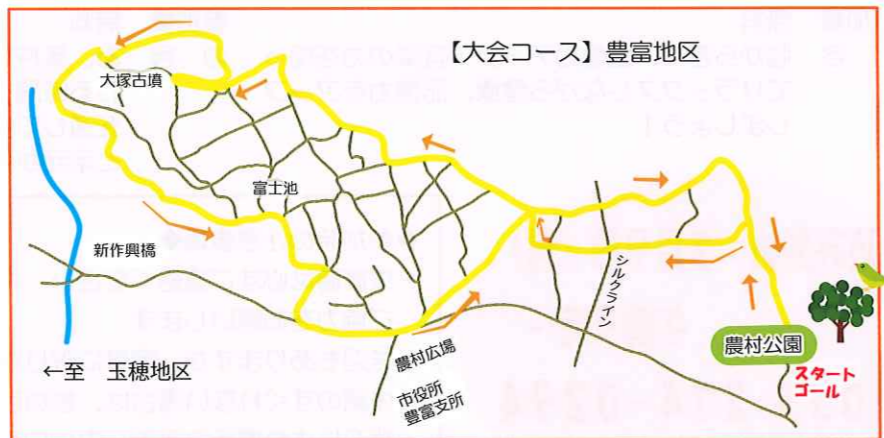 【大会コース】豊富地区
大塚古墳
富士池
新作興橋
シルクライン
農村公園
スタート
ゴール
農村広場
市役所
豊富支所
←至 玉穂地区